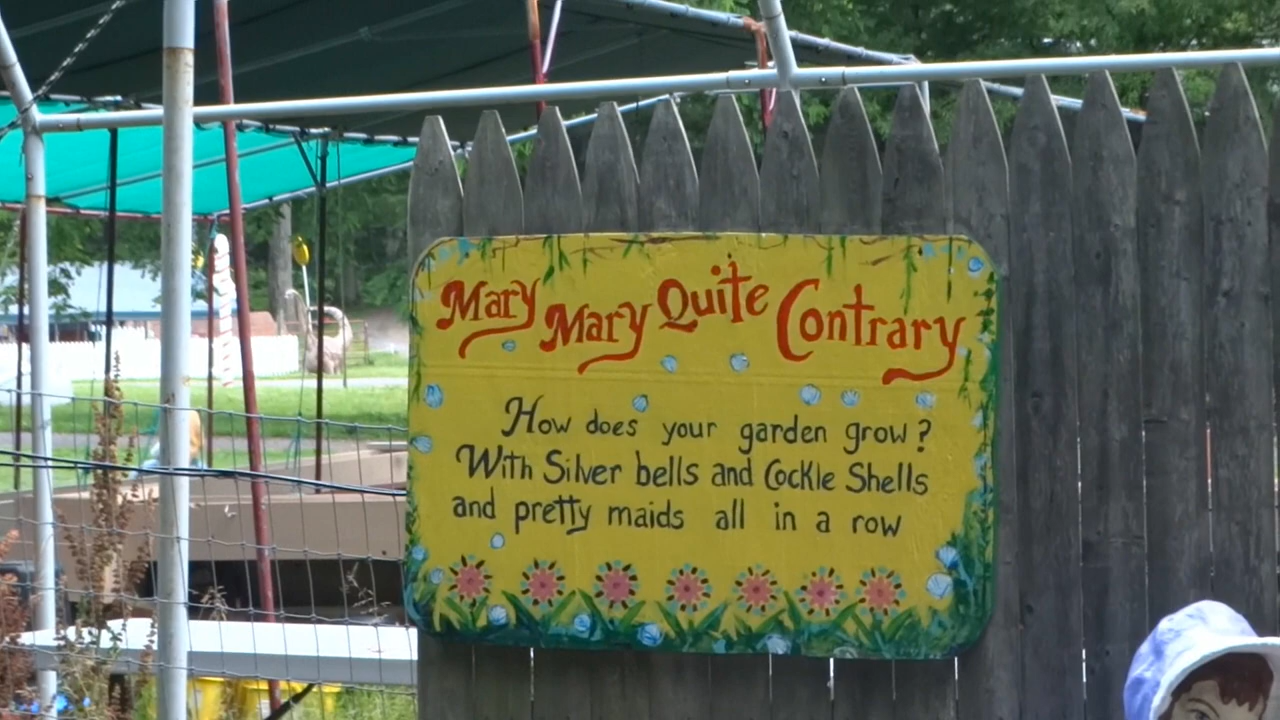 Mary Mary Quite Contrary
How does your garden grow?
With Silver bells and Cockle Shells
and pretty maids all in a row